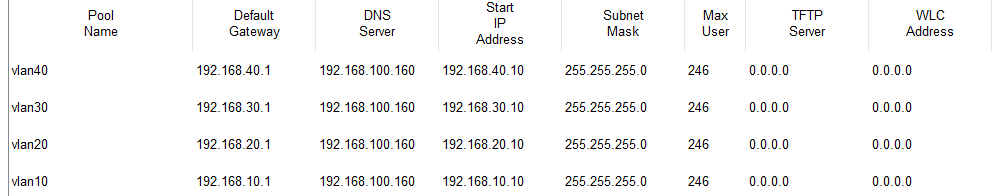 Pool Name Default Gateway DNS Server Start IP Address Subnet Mask Max User TFTP Server WLC Address
vlan40 192.168.40.1 192.168.100.160 192.168.40.10 255.255.255.0 246 0.0.0.0 0.0.0.0
vlan30 192.168.30.1 192.168.100.160 192.168.30.10 255.255.255.0 246 0.0.0.0 0.0.0.0
vlan20 192.168.20.1 192.168.100.160 192.168.20.10 255.255.255.0 246 0.0.0.0 0.0.0.0
vlan10 192.168.10.1 192.168.100.160 192.168.10.10 255.255.255.0 246 0.0.0.0 0.0.0.0